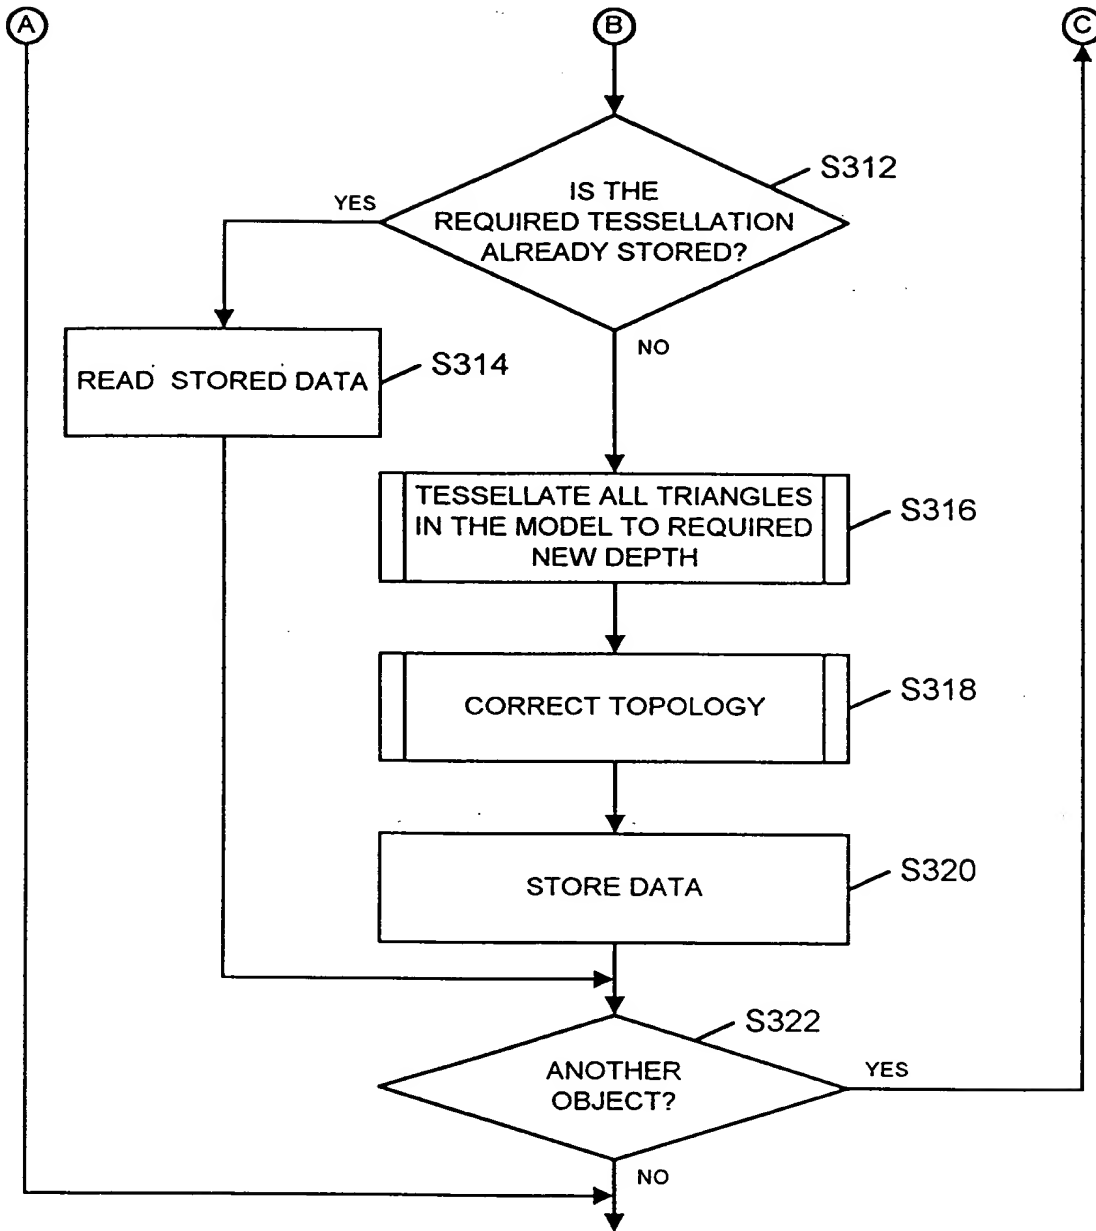 A
B
C
S312
IS THE
REQUIRED TESSELLATION
ALREADY STORED?
YES
NO
READ STORED DATA
S314
TESSELLATE ALL TRIANGLES
IN THE MODEL TO REQUIRED
NEW DEPTH
S316
CORRECT TOPOLOGY
S318
STORE DATA
S320
S322
ANOTHER
OBJECT?
YES
NO